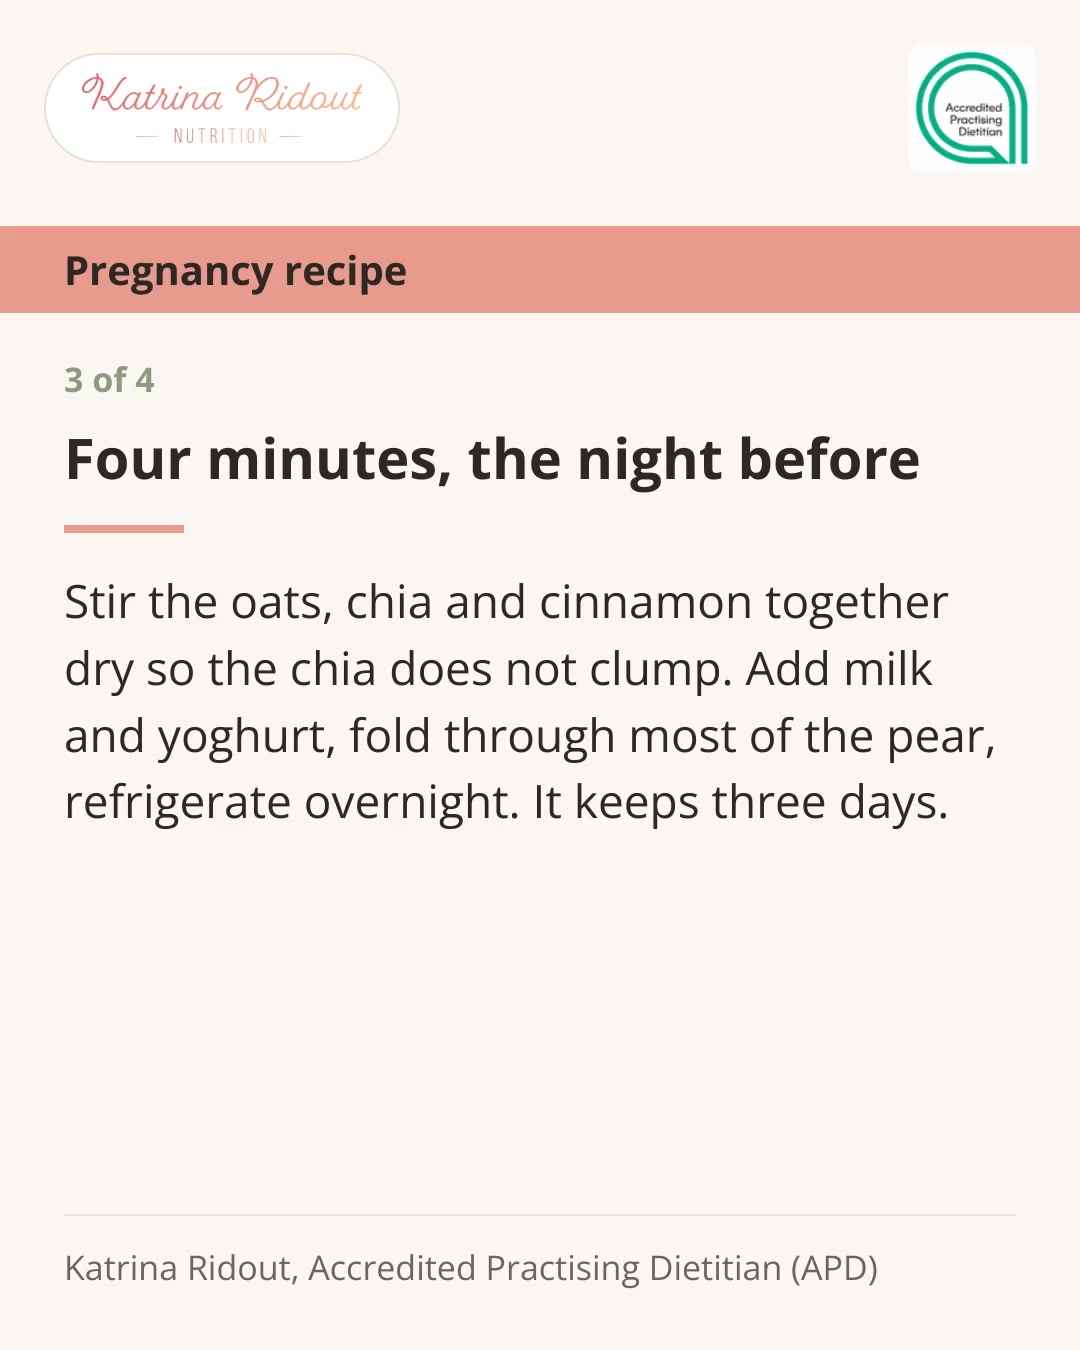 Katrina Ridout
NUTRITION
Accredited
Practising
Dietitian
Pregnancy recipe
3 of 4
Four minutes, the night before
Stir the oats, chia and cinnamon together
dry so the chia does not clump. Add milk
and yoghurt, fold through most of the pear,
refrigerate overnight. It keeps three days.
Katrina Ridout, Accredited Practising Dietitian (APD)